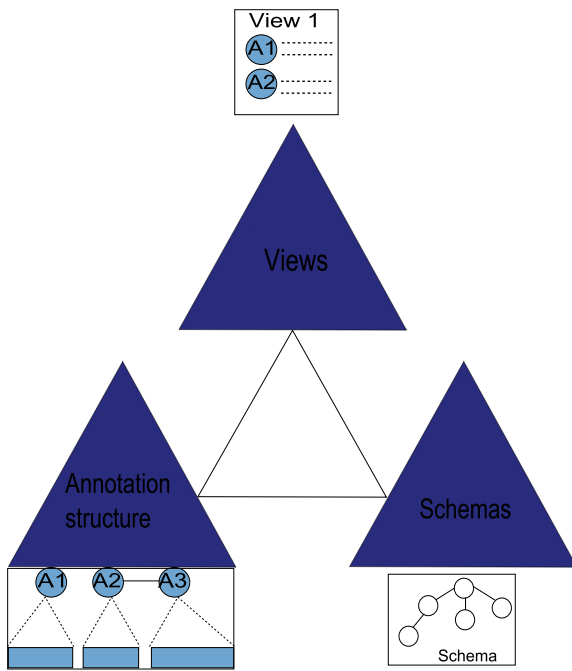 View 1
A1
A2
Views
Annotation
structure
Schemas
A1 A2 A3
Schema